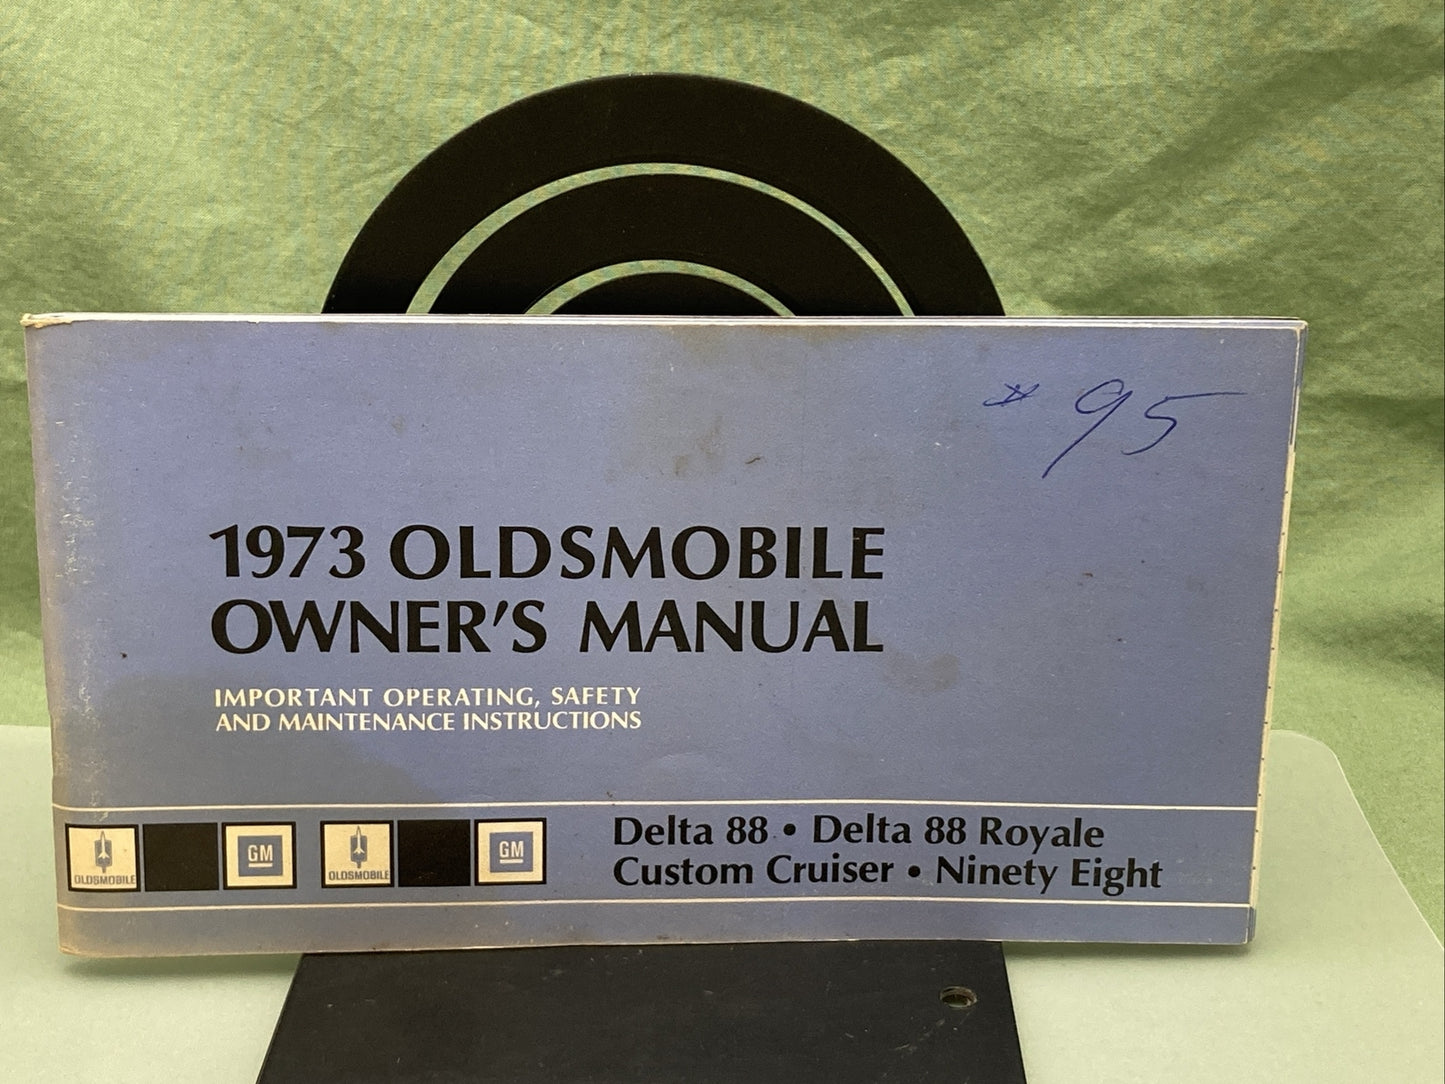 # 95
1973 OLDSMOBILE
OWNER'S MANUAL
IMPORTANT OPERATING, SAFETY
AND MAINTENANCE INSTRUCTIONS
OLDSMOBILE GM OLDSMOBILE GM
Delta 88 • Delta 88 Royale
Custom Cruiser • Ninety Eight